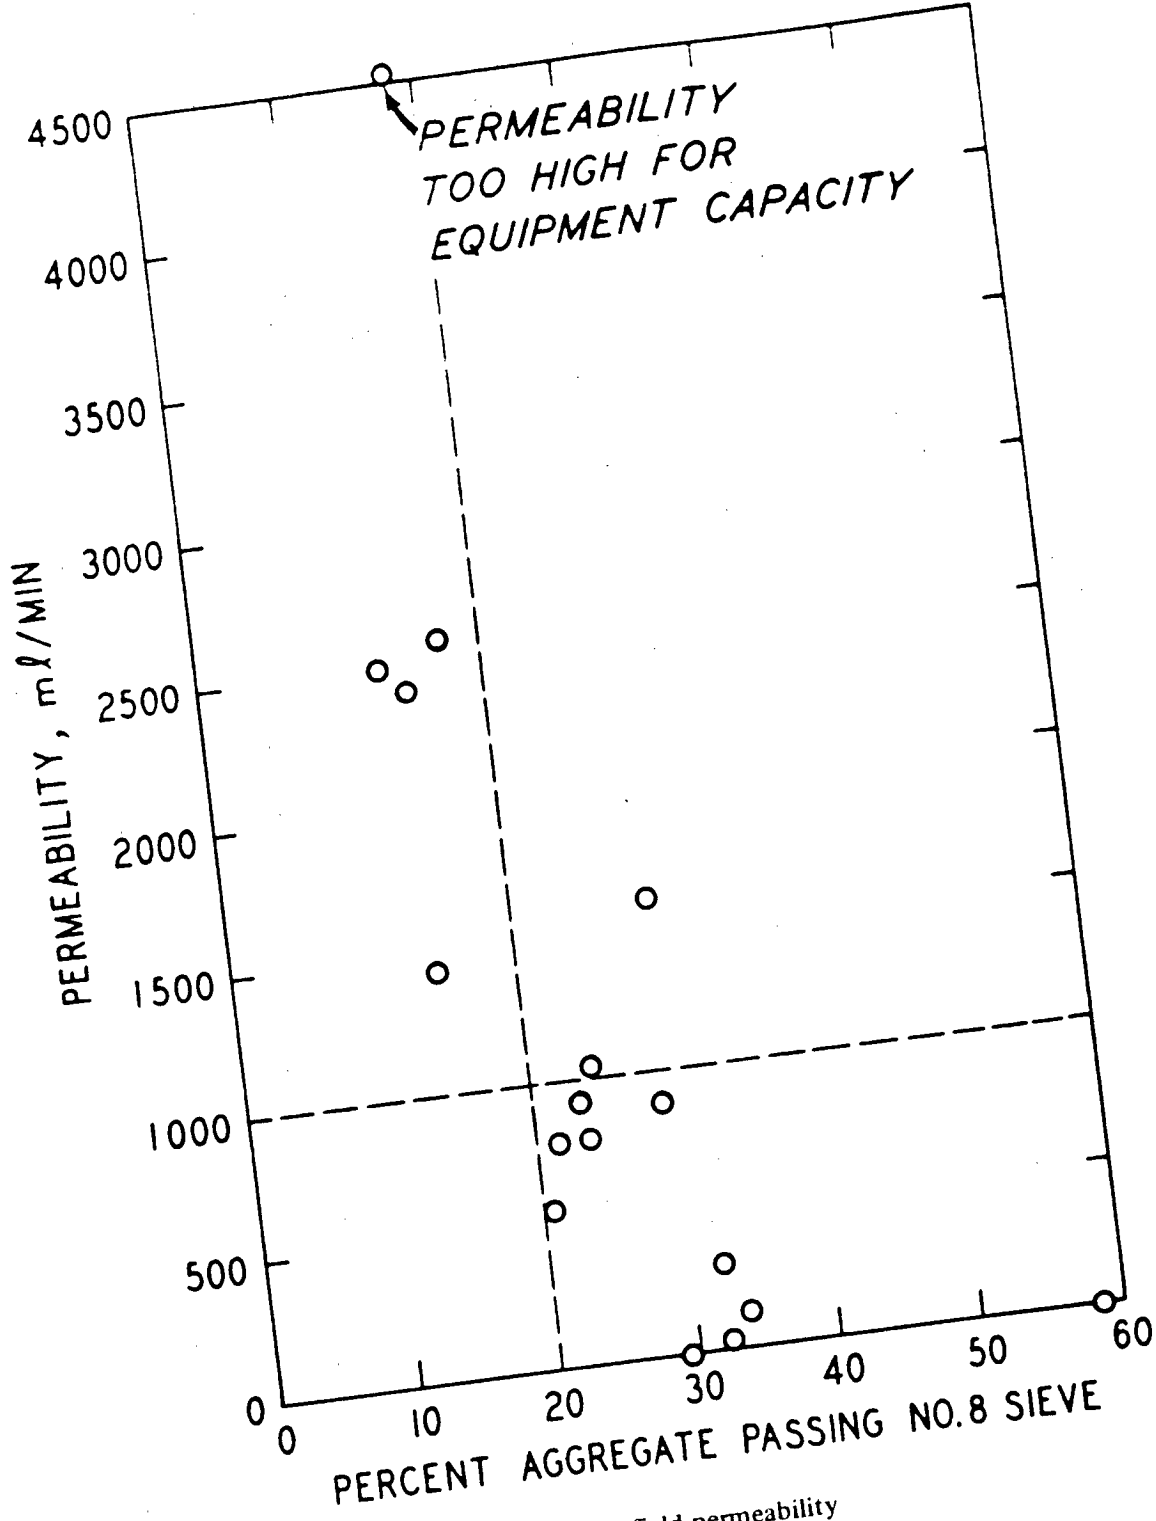 4500
4000
3500
3000
2500
2000
1500
1000
500
0
PERMEABILITY, ml/MIN
PERMEABILITY
TOO HIGH FOR
EQUIPMENT CAPACITY
0 10 20 30 40 50 60
PERCENT AGGREGATE PASSING NO. 8 SIEVE
permeability